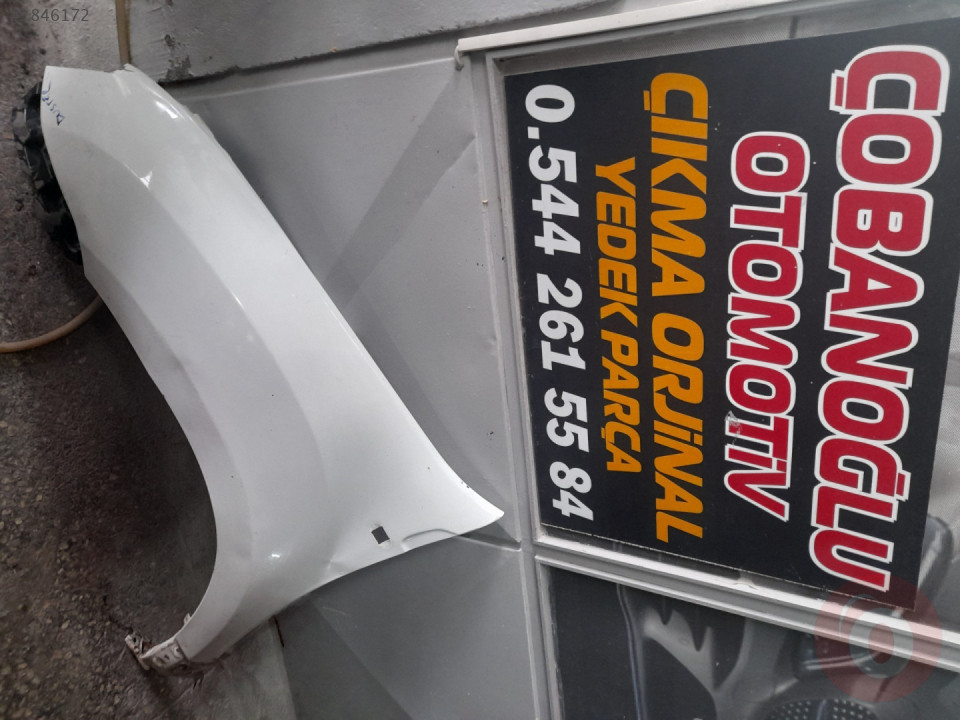 846172
ÇOBANOĞLU
OTOMOTİV
ÇIKMA ORJİNAL
YEDEK PARÇA
0.544 261 55 84